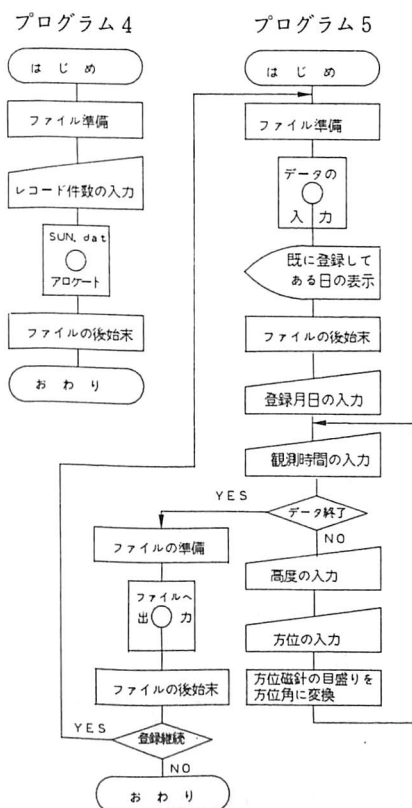 プログラム4
はじめ
ファイル準備
レコード件数の入力
SUN. dat
アロケート
ファイルの後始末
おわり
プログラム5
はじめ
ファイル準備
データの
入力
既に登録して
ある日の表示
ファイルの後始末
登録月日の入力
観測時間の入力
データ終了
YES
NO
高度の入力
方位の入力
方位磁針の目盛りを
方位角に変換
ファイルの準備
ファイルへ
出力
ファイルの後始末
登録継続
YES
NO
おわり